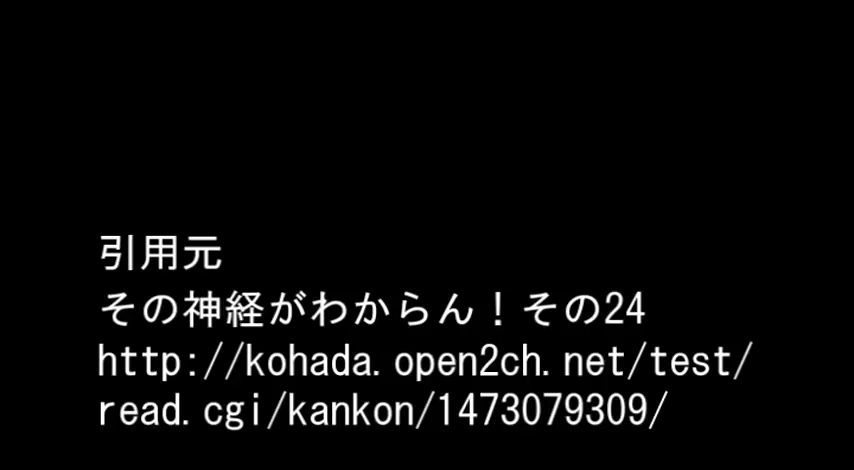 引用元
その神経がわからん！その24
http://kohada.open2ch.net/test/
read.cgi/kankon/1473079309/